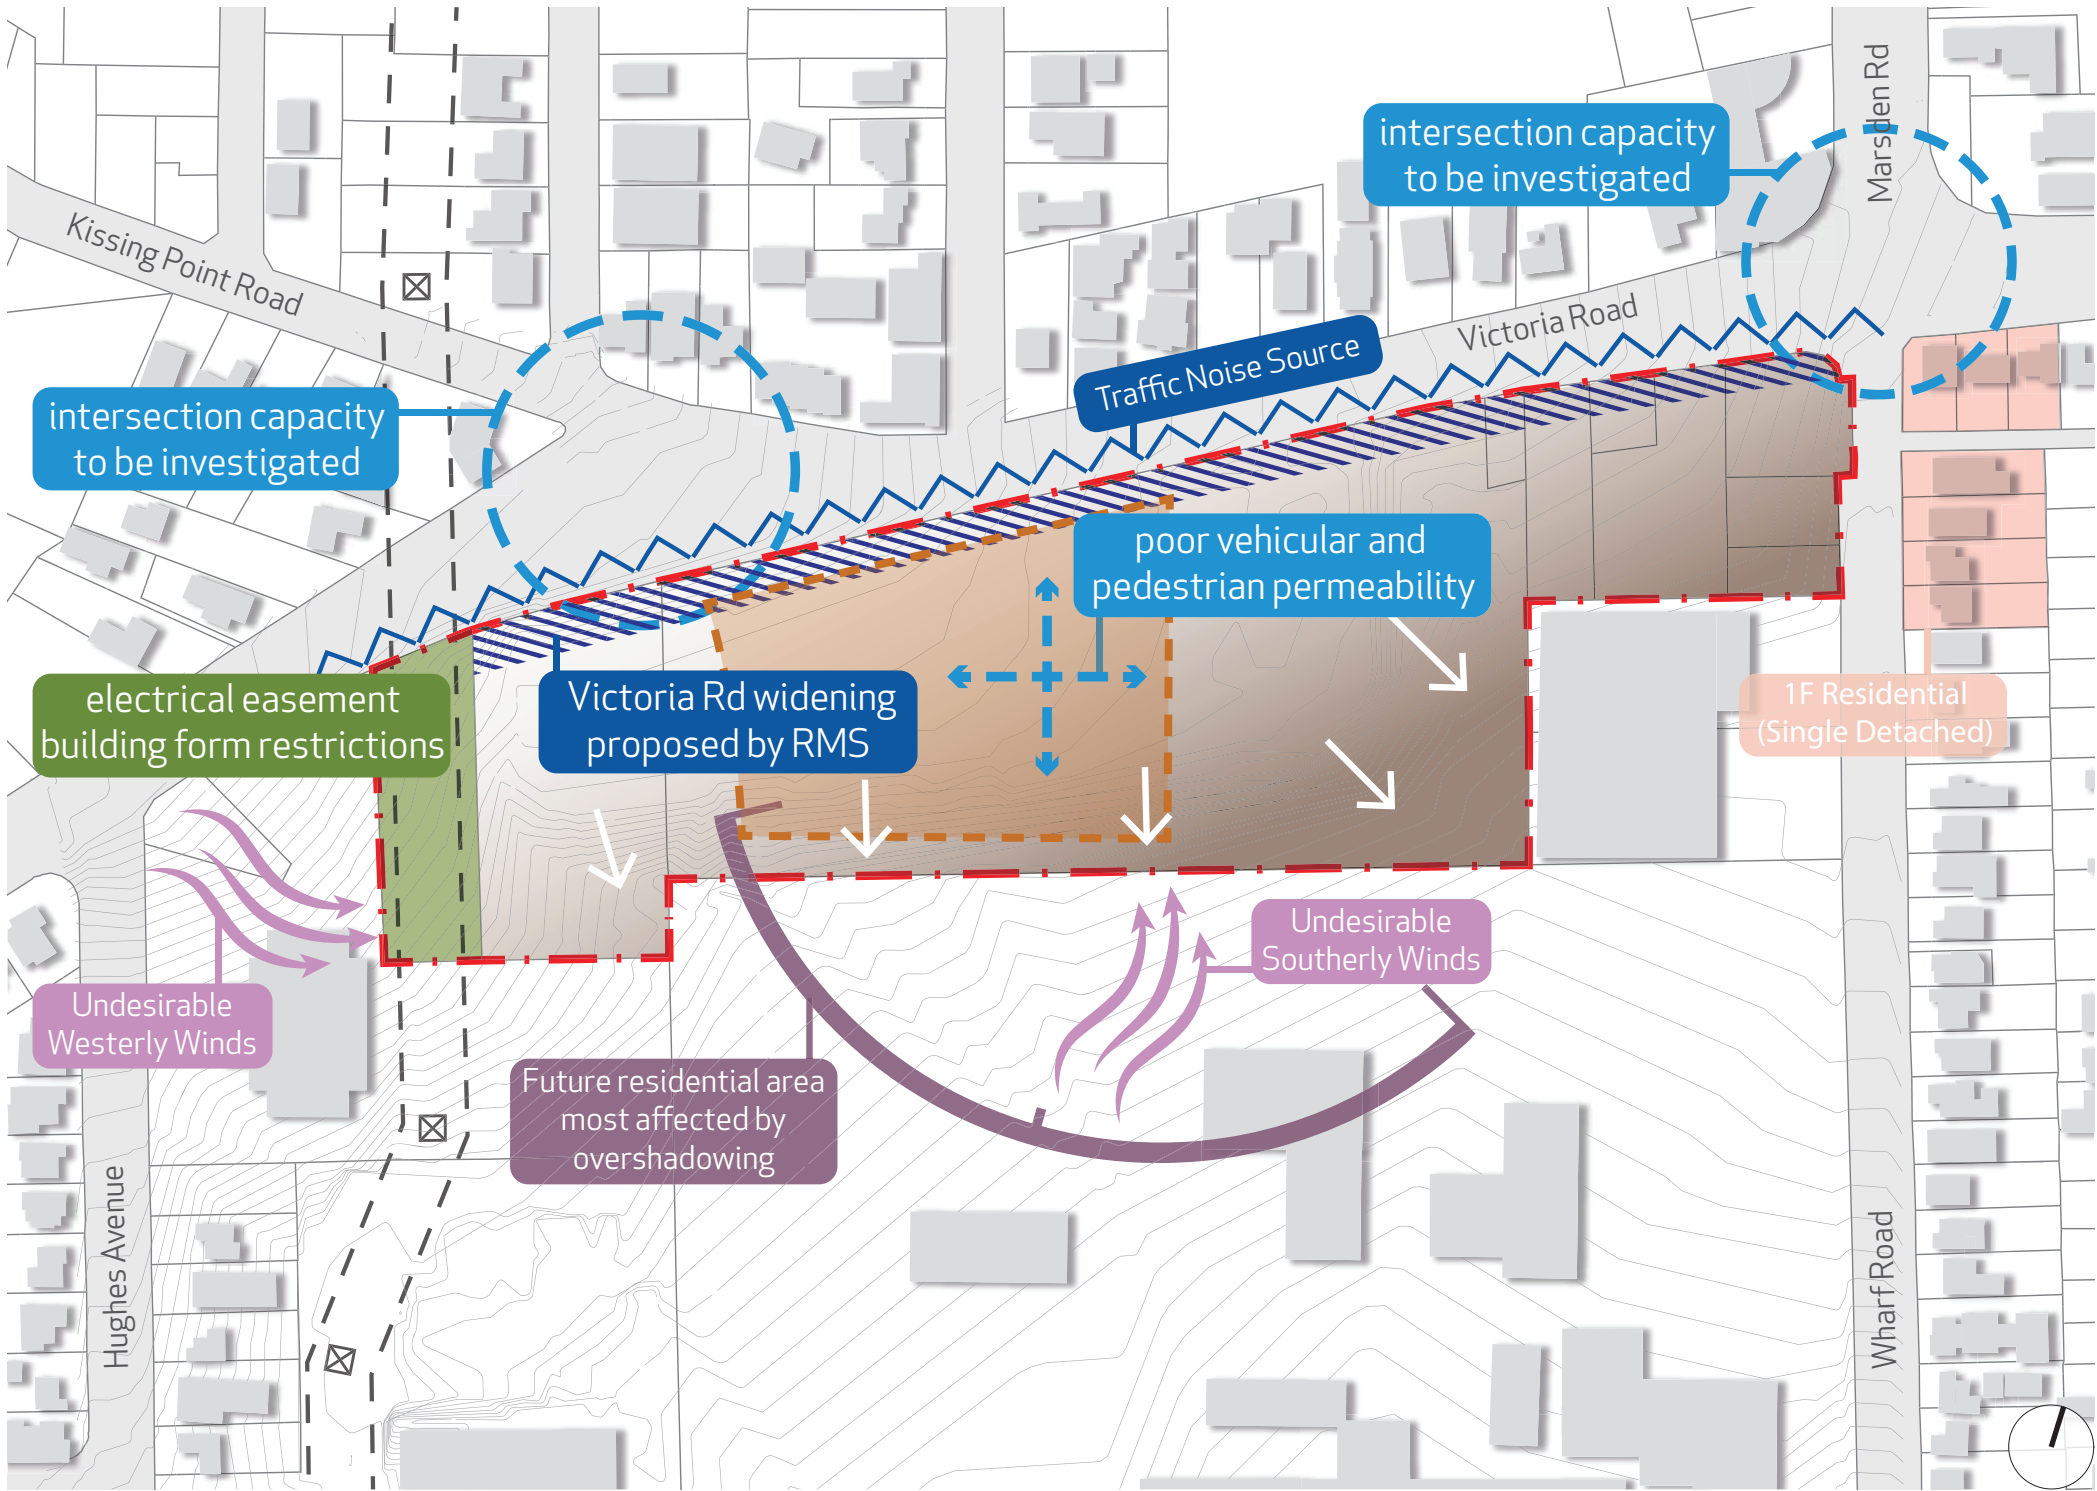 Marsden Rd
intersection capacity
to be investigated
Kissing Point Road
Victoria Road
Traffic Noise Source
intersection capacity
to be investigated
poor vehicular and
pedestrian permeability
electrical easement
building form restrictions
Victoria Rd widening
proposed by RMS
1F Residential
(Single Detached)
Undesirable
Southerly Winds
Undesirable
Westerly Winds
Future residential area
most affected by
overshadowing
Hughes Avenue
Wharf Road